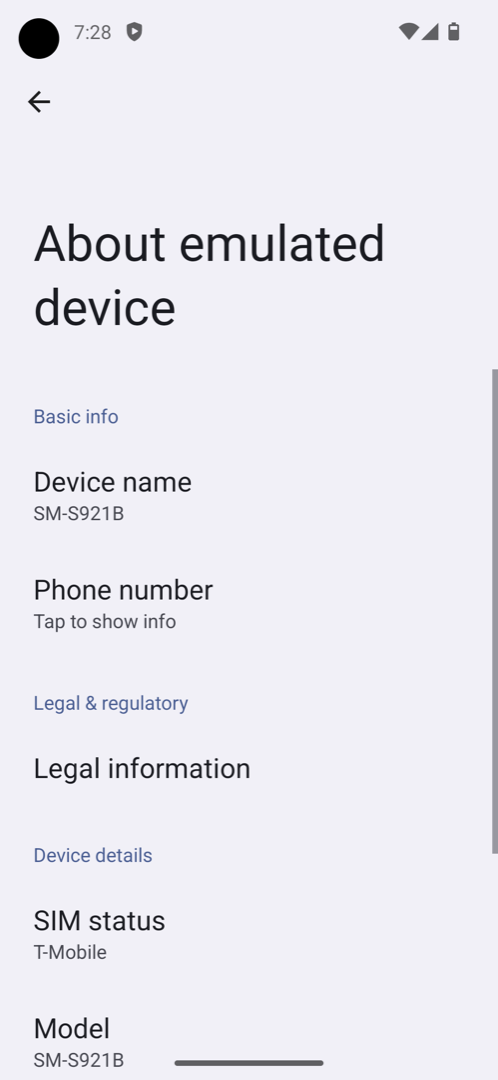 7:28
About emulated
device
Basic info
Device name
SM-S921B
Phone number
Tap to show info
Legal & regulatory
Legal information
Device details
SIM status
T-Mobile
Model
SM-S921B